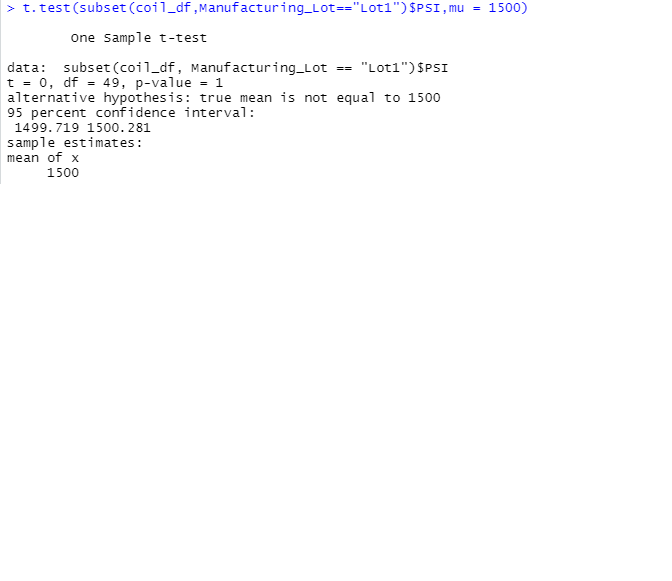 > t.test(subset(coil_df,Manufacturing_Lot=="Lot1")$PSI,mu = 1500)
One Sample t-test
data:  subset(coil_df, Manufacturing_Lot == "Lot1")$PSI
t = 0, df = 49, p-value = 1
alternative hypothesis: true mean is not equal to 1500
95 percent confidence interval:
1499.719 1500.281
sample estimates:
mean of x
1500